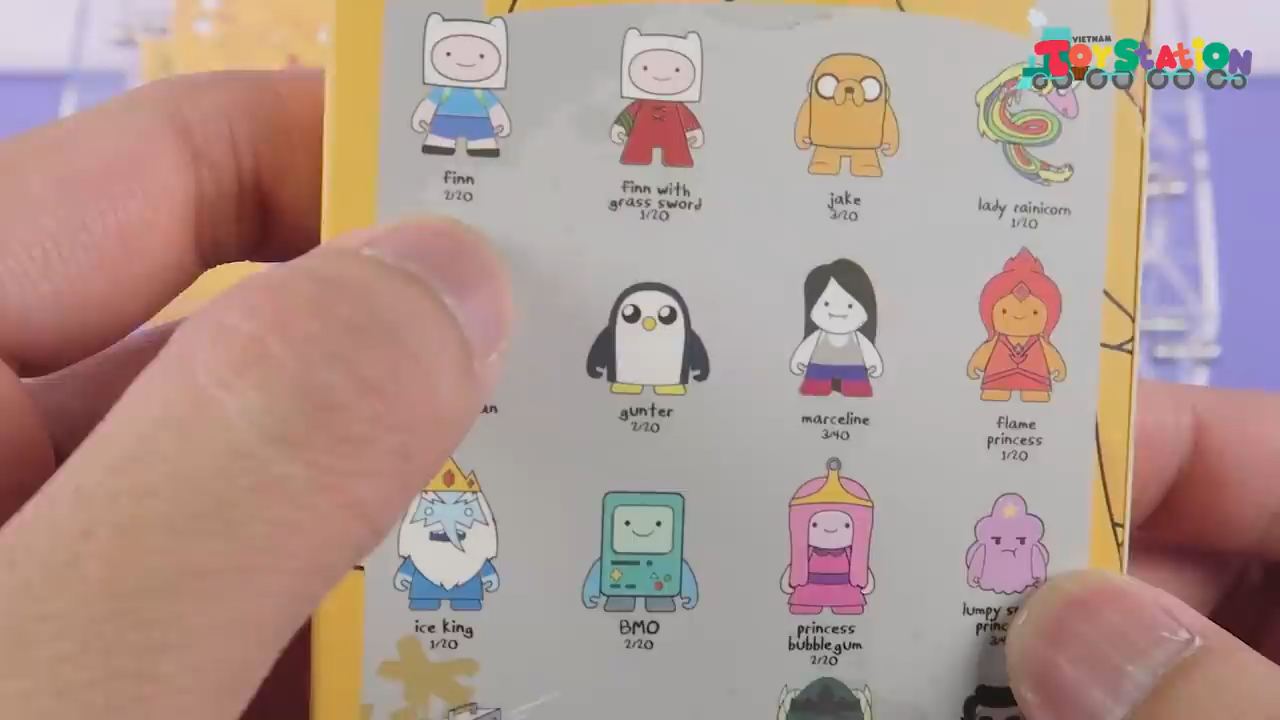 VIETNAM
TOYSTATION
finn
2/20
finn with
grass sword
1/20
jake
3/20
lady rainicorn
1/20
gunter
2/20
marceline
3/40
flame
princess
1/20
ice king
1/20
BMO
2/20
princess
bubblegum
2/20
lumpy